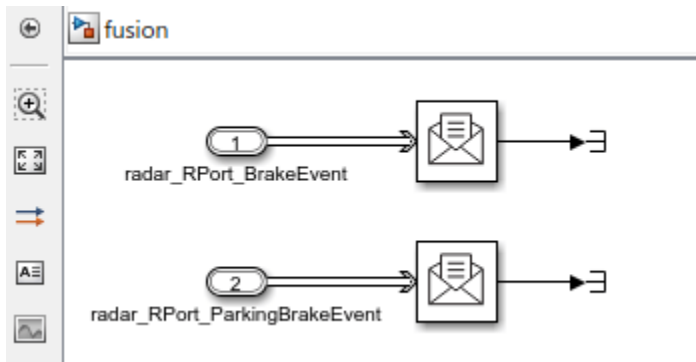 fusion
1
radar_RPort_BrakeEvent
2
radar_RPort_ParkingBrakeEvent
A